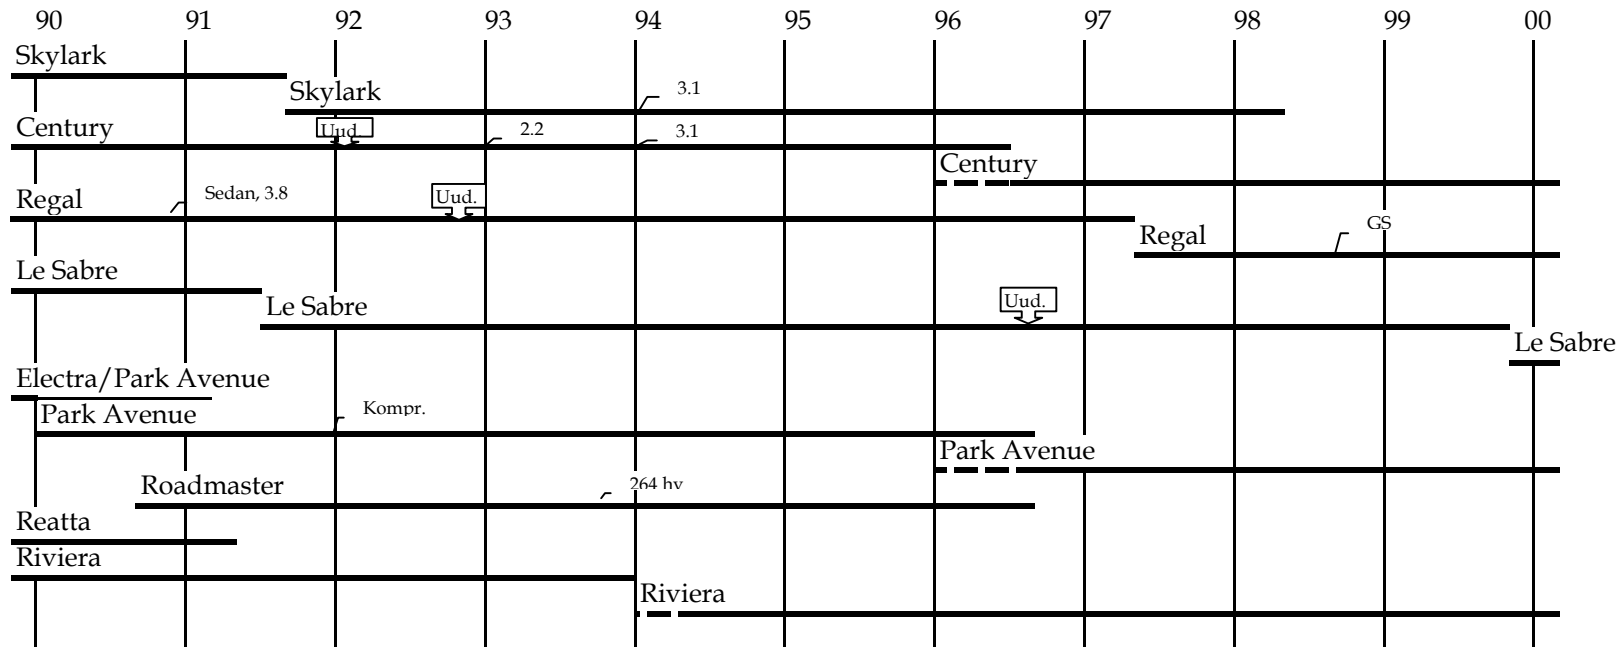 90 91 92 93 94 95 96 97 98 99 00
Skylark
Skylark 3.1
Century Uud. 2.2 3.1
Century
Regal Sedan, 3.8 Uud.
Regal GS
Le Sabre
Le Sabre Uud.
Le Sabre
Electra/Park Avenue
Park Avenue Kompr.
Park Avenue
Roadmaster 264 hv
Reatta
Riviera
Riviera